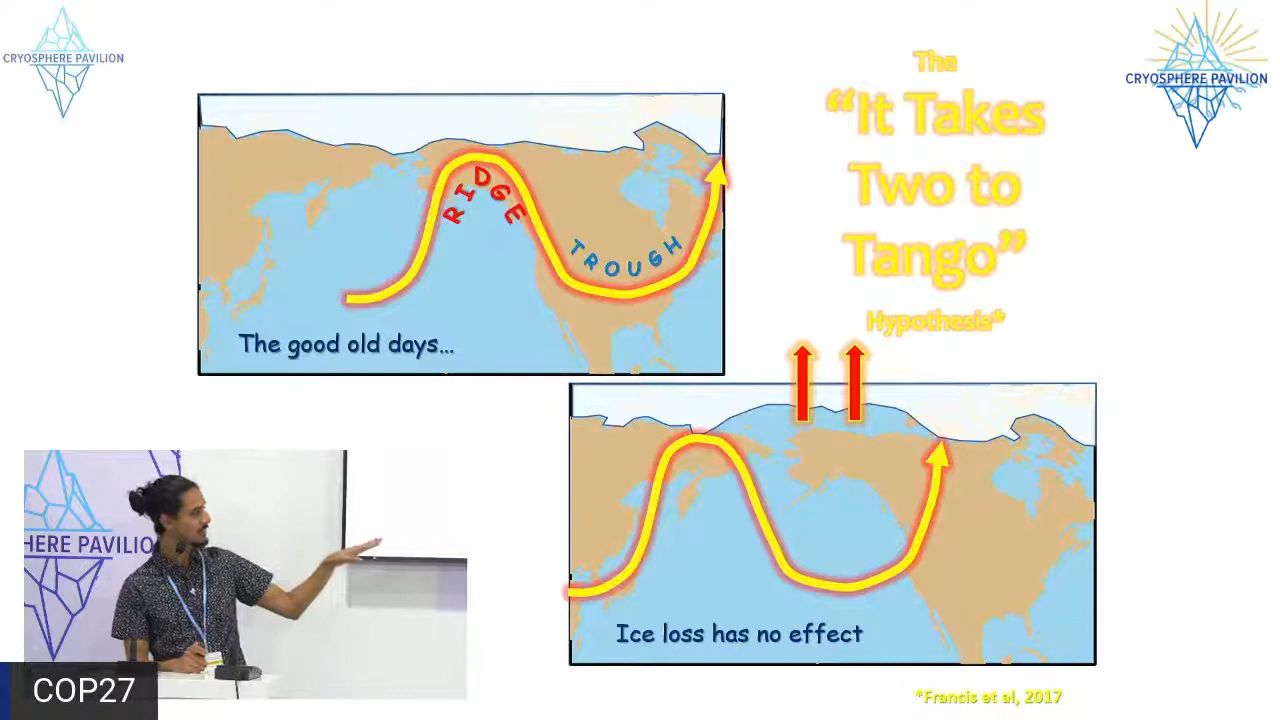 CRYOSPHERE PAVILION
CRYOSPHERE PAVILION
The
“It Takes
Two to
Tango”
Hypothesis*
RIDGE
TROUGH
The good old days...
HERE PAVILIO
Ice loss has no effect
COP27
*Francis et al, 2017